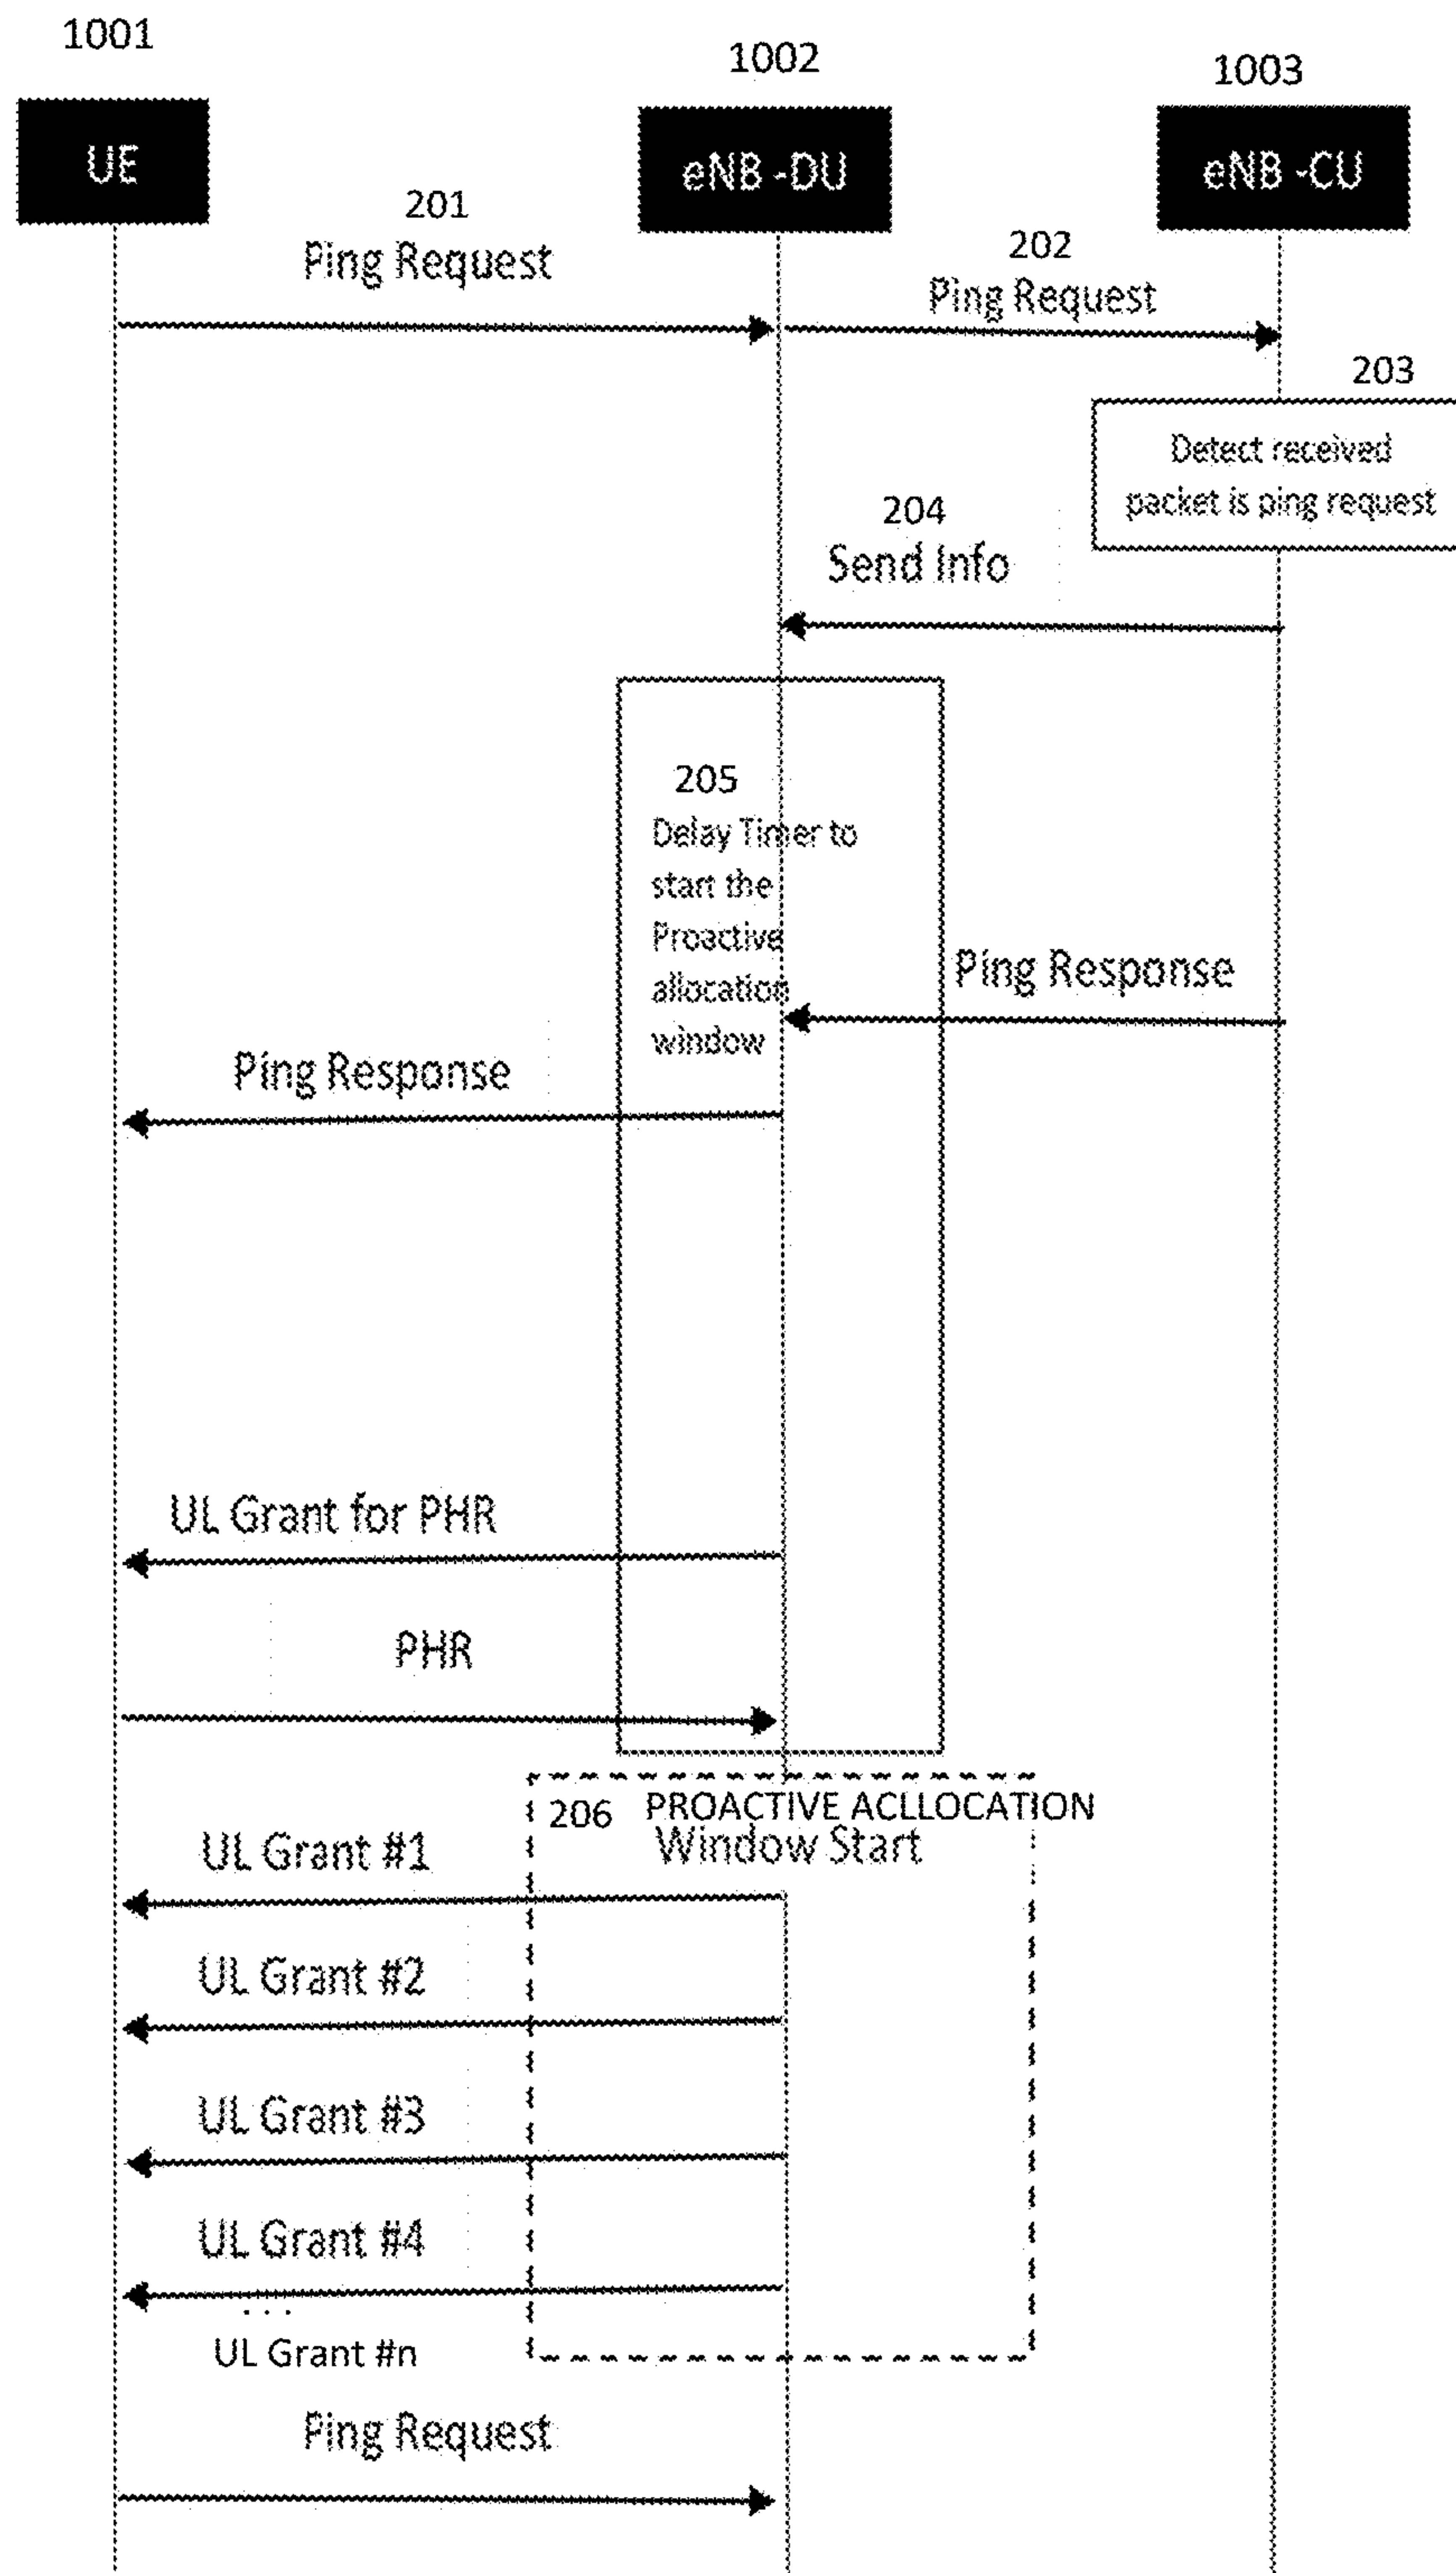 1001
1002
1003
UE
eNB -DU
eNB -CU
201
Ping Request
202
Ping Request
203
Detect received
packet is ping request
204
Send Info
205
Delay Timer to
start the
Proactive
allocation
window
Ping Response
Ping Response
UL Grant for PHR
PHR
206
PROACTIVE ACLLOCATION
Window Start
UL Grant #1
UL Grant #2
UL Grant #3
UL Grant #4
...
UL Grant #n
Ping Request